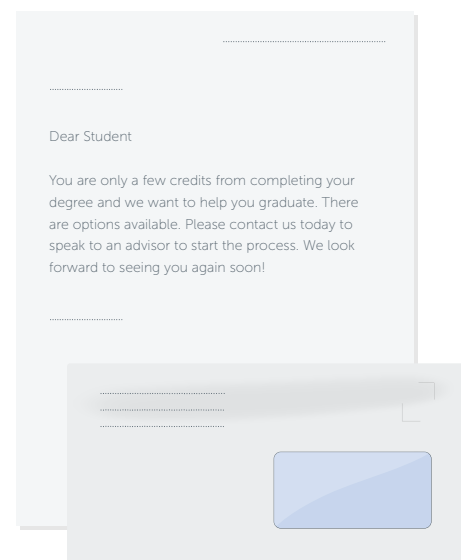 Dear Student
You are only a few credits from completing your
degree and we want to help you graduate. There
are options available. Please contact us today to
speak to an advisor to start the process. We look
forward to seeing you again soon!